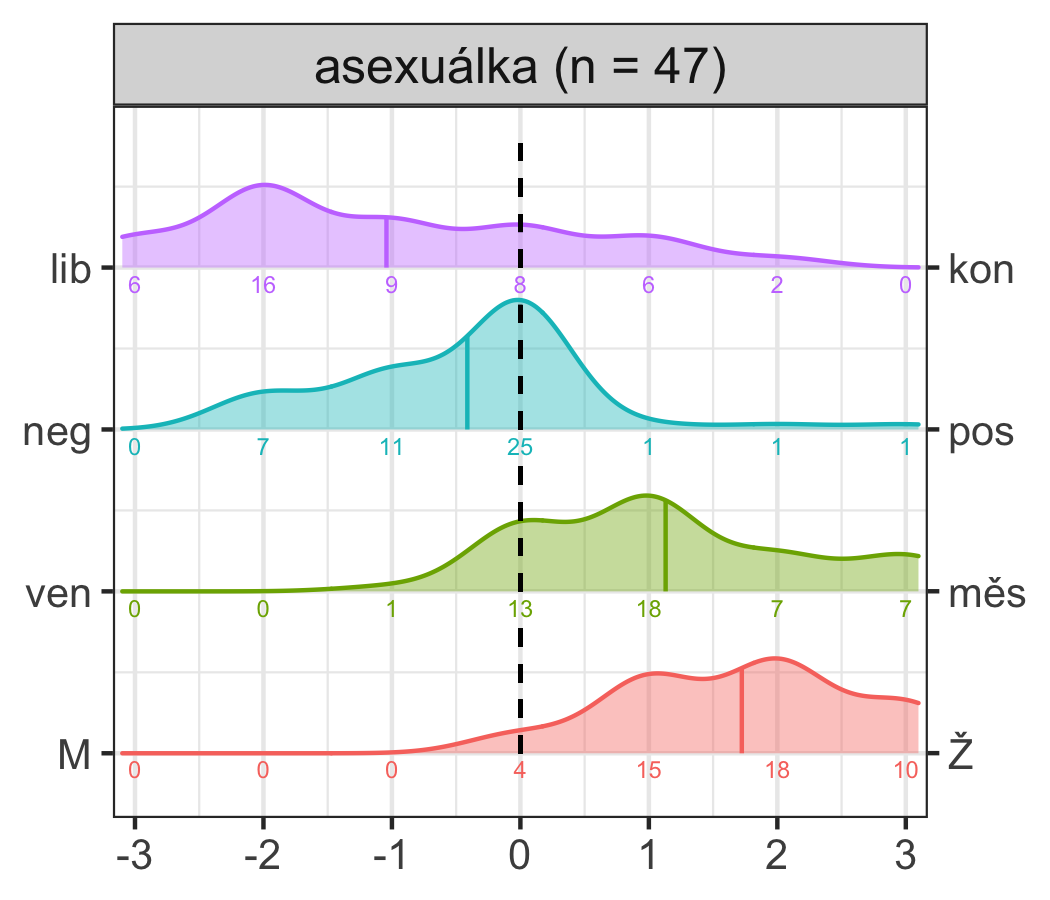 asexuálka (n = 47)
lib kon
6 16 9 8 6 2 0
neg pos
0 7 11 25 1 1 1
ven měs
0 0 1 13 18 7 7
M Ž
0 0 0 4 15 18 10
-3 -2 -1 0 1 2 3